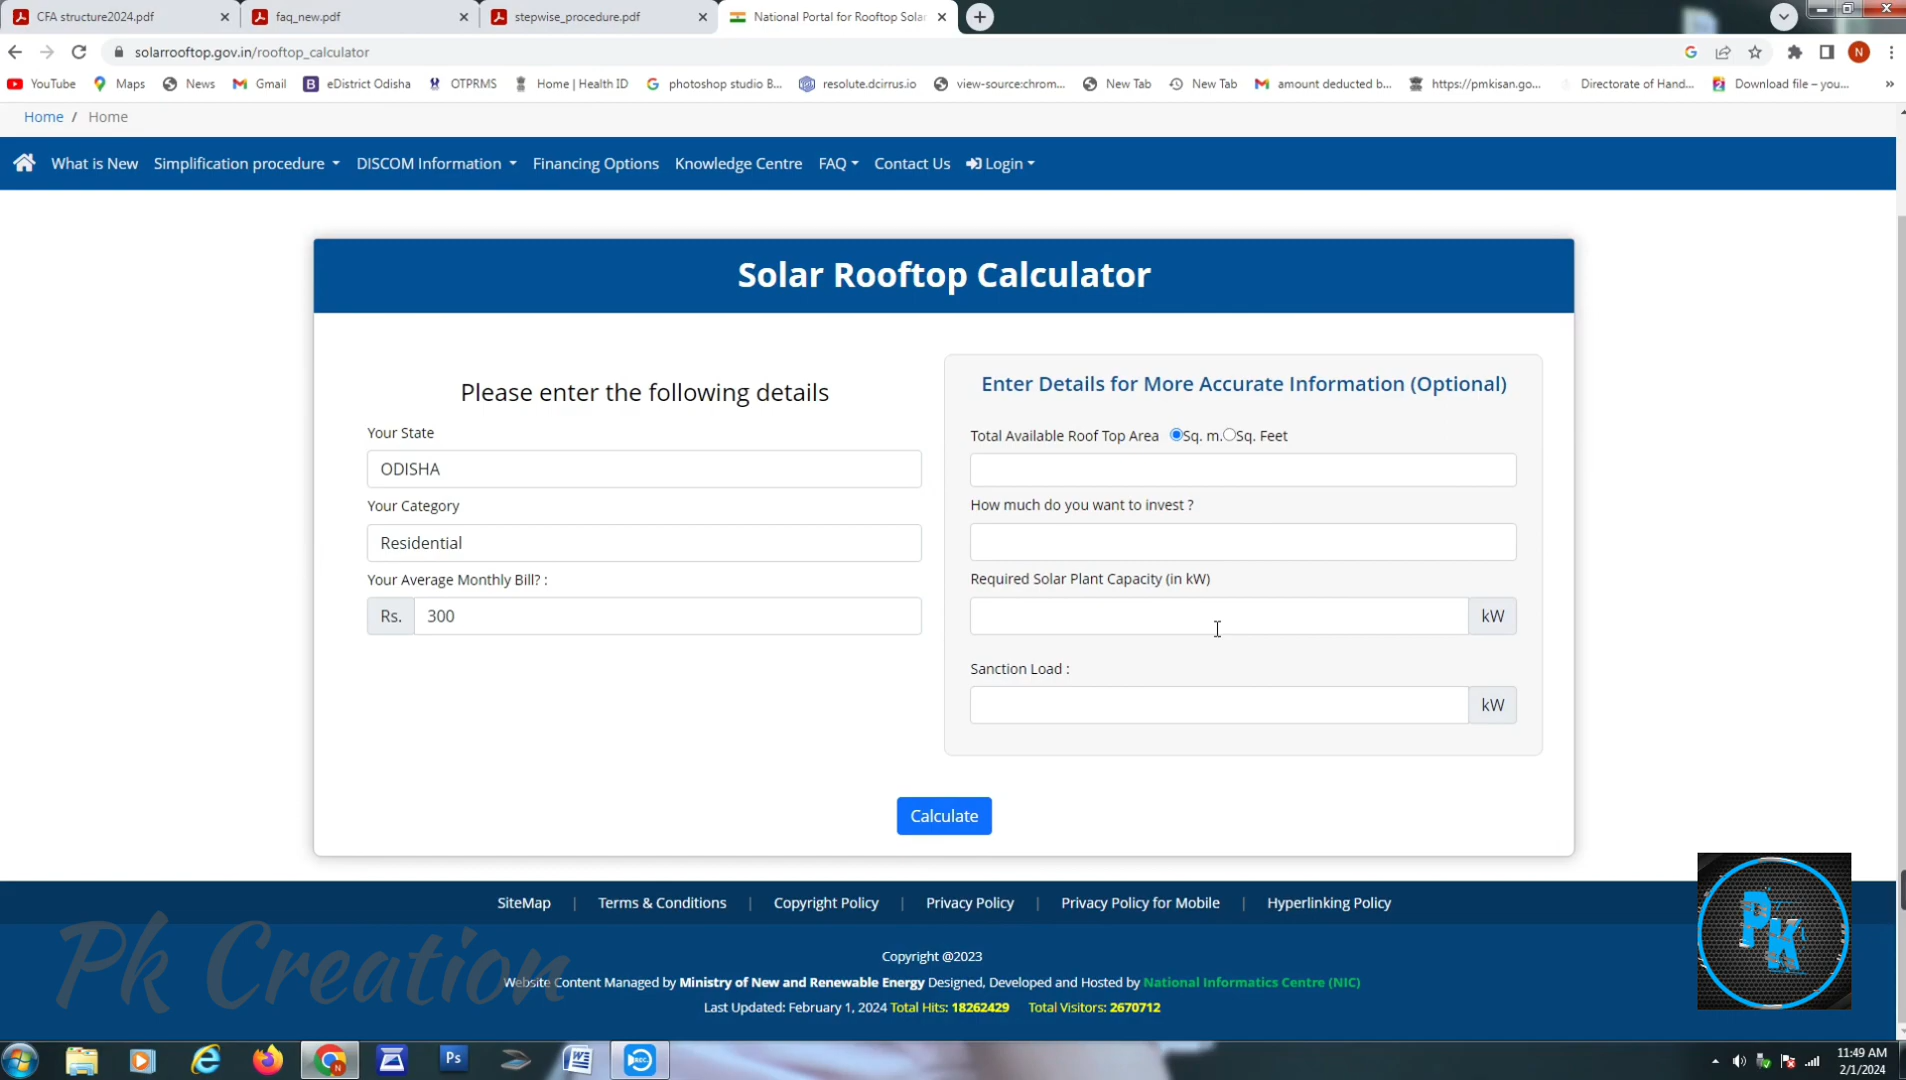 CFA structure2024.pdf
faq_new.pdf
stepwise_procedure.pdf
National Portal for Rooftop Solar
solarrooftop.gov.in/rooftop_calculator
G
N
YouTube
Maps
News
Gmail
eDistrict Odisha
OTPRMS
Home | Health ID
photoshop studio B...
resolute.dcirrus.io
view-source:chrom...
New Tab
New Tab
amount deducted b...
https://pmkisan.go...
Directorate of Hand...
Download file – you...
»
Home / Home
What is New Simplification procedure DISCOM Information Financing Options Knowledge Centre FAQ Contact Us Login
Solar Rooftop Calculator
Please enter the following details
Your State
ODISHA
Your Category
Residential
Your Average Monthly Bill? :
Rs. 300
Enter Details for More Accurate Information (Optional)
Total Available Roof Top Area Sq. m. Sq. Feet
How much do you want to invest ?
Required Solar Plant Capacity (in kW)
kW
Sanction Load :
kW
Calculate
SiteMap | Terms & Conditions | Copyright Policy | Privacy Policy | Privacy Policy for Mobile | Hyperlinking Policy
Copyright @2023
Website Content Managed by Ministry of New and Renewable Energy Designed, Developed and Hosted by National Informatics Centre (NIC)
Last Updated: February 1, 2024 Total Hits: 18262429 Total Visitors: 2670712
Pk Creation
PK
Ps
W
REC
11:49 AM
2/1/2024